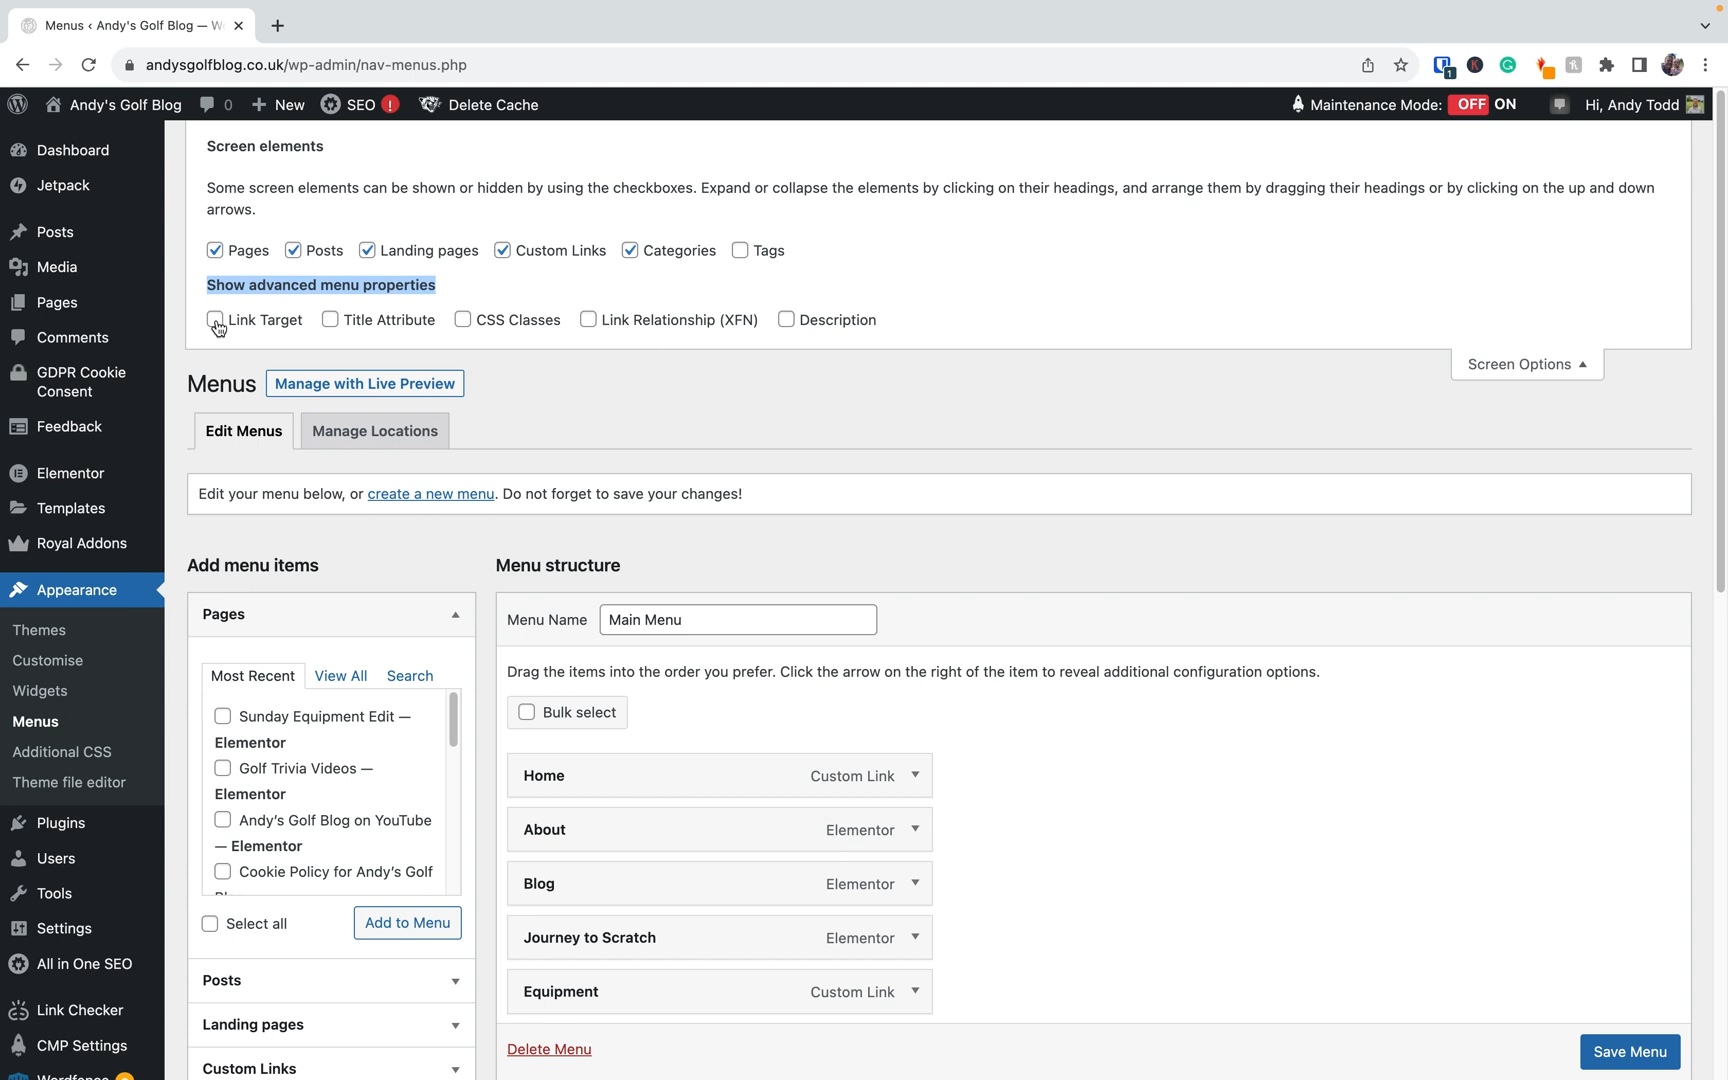 Menus ‹ Andy's Golf Blog — W
andysgolfblog.co.uk/wp-admin/nav-menus.php
1
Andy's Golf Blog 0 New SEO ! Delete Cache Maintenance Mode: OFF ON Hi, Andy Todd
Dashboard
Jetpack
Posts
Media
Pages
Comments
GDPR Cookie
Consent
Feedback
Elementor
Templates
Royal Addons
Appearance
Themes
Customise
Widgets
Menus
Additional CSS
Theme file editor
Plugins
Users
Tools
Settings
All in One SEO
Link Checker
CMP Settings
Screen elements
Some screen elements can be shown or hidden by using the checkboxes. Expand or collapse the elements by clicking on their headings, and arrange them by dragging their headings or by clicking on the up and down
arrows.
Pages Posts Landing pages Custom Links Categories Tags
Show advanced menu properties
Link Target Title Attribute CSS Classes Link Relationship (XFN) Description
Screen Options
Menus Manage with Live Preview
Edit Menus Manage Locations
Edit your menu below, or create a new menu. Do not forget to save your changes!
Add menu items
Pages
Most Recent View All Search
Sunday Equipment Edit —
Elementor
Golf Trivia Videos —
Elementor
Andy's Golf Blog on YouTube
— Elementor
Cookie Policy for Andy's Golf
Select all Add to Menu
Posts
Landing pages
Custom Links
Menu structure
Menu Name Main Menu
Drag the items into the order you prefer. Click the arrow on the right of the item to reveal additional configuration options.
Bulk select
Home Custom Link
About Elementor
Blog Elementor
Journey to Scratch Elementor
Equipment Custom Link
Delete Menu Save Menu